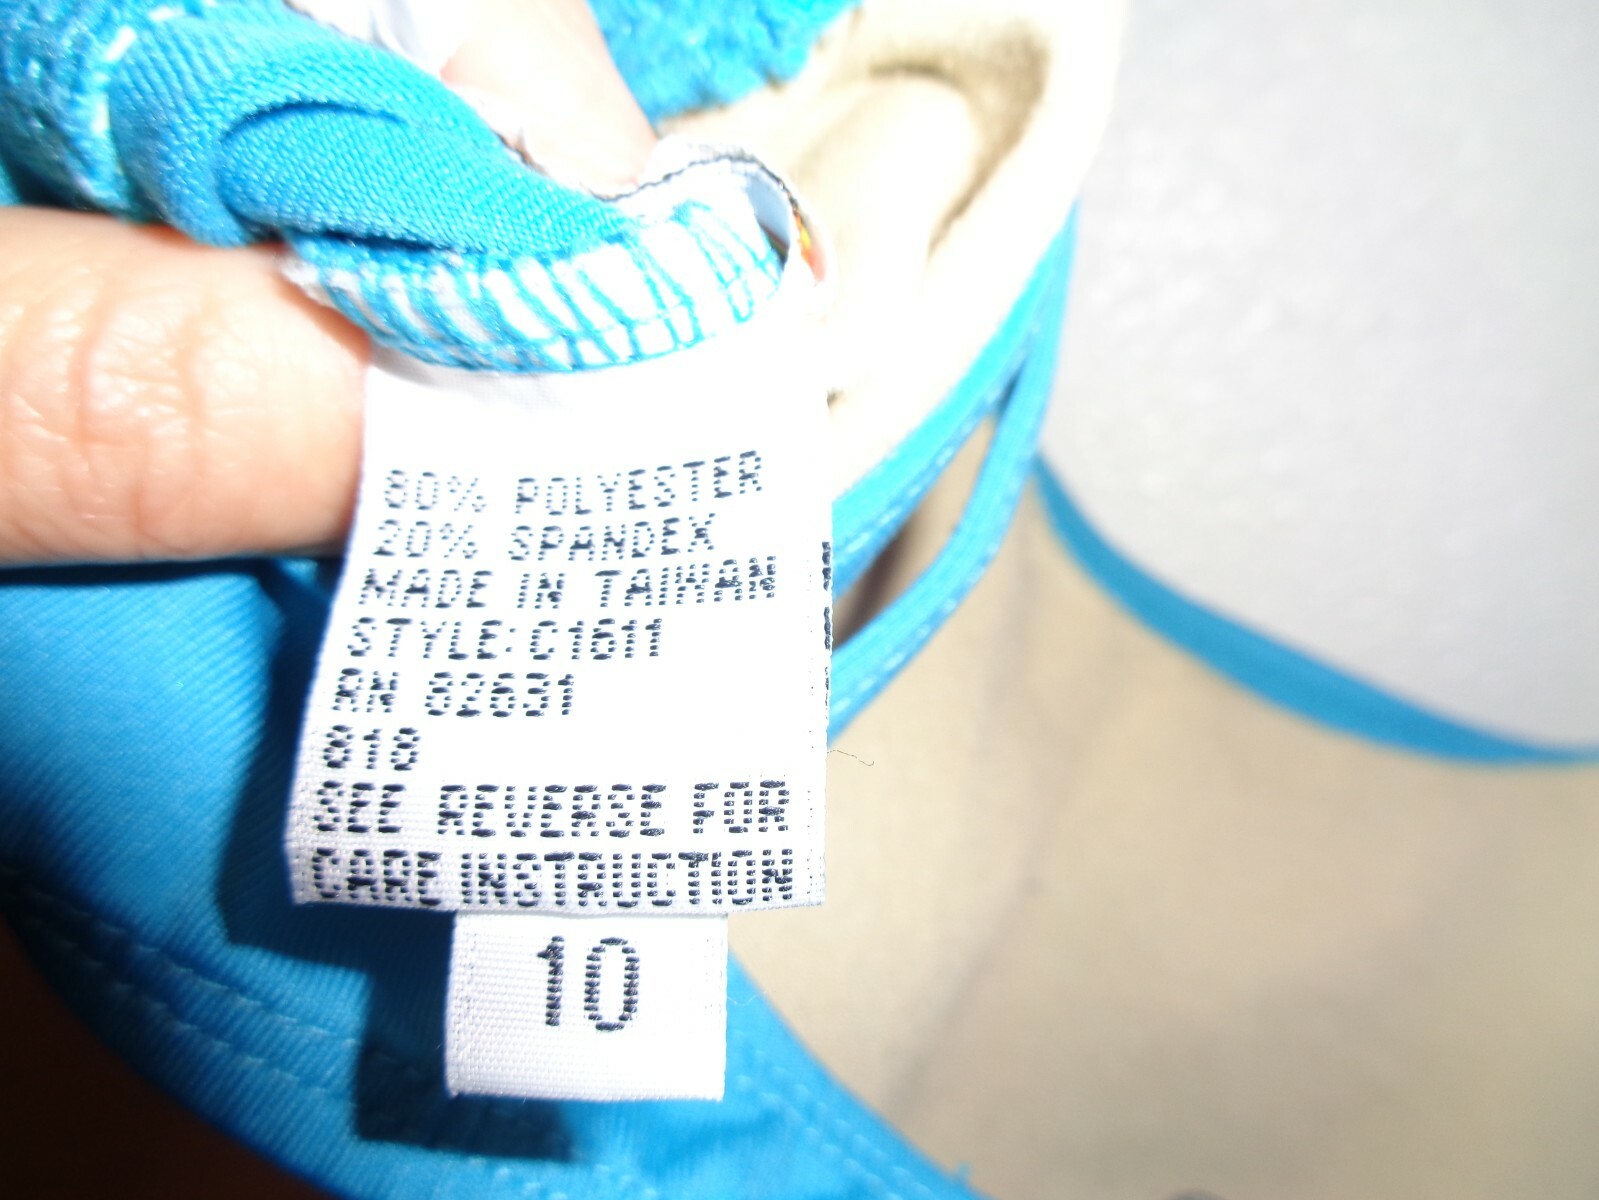 80% POLYESTER
20% SPANDEX
MADE IN TAIWAN
STYLE: C1611
RN 82631
818
SEE REVERSE FOR
CARE INSTRUCTION
10